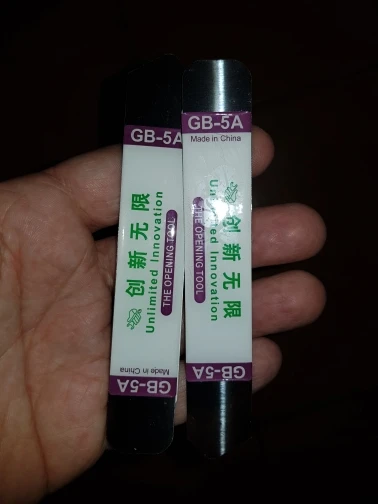 GB-5A
创新无限
Unlimited Innovation
THE OPENING TOOL
Made in China
GB-5A
GB-5A
Made in China
创新无限
Unlimited Innovation
THE OPENING TOOL
GB-5A